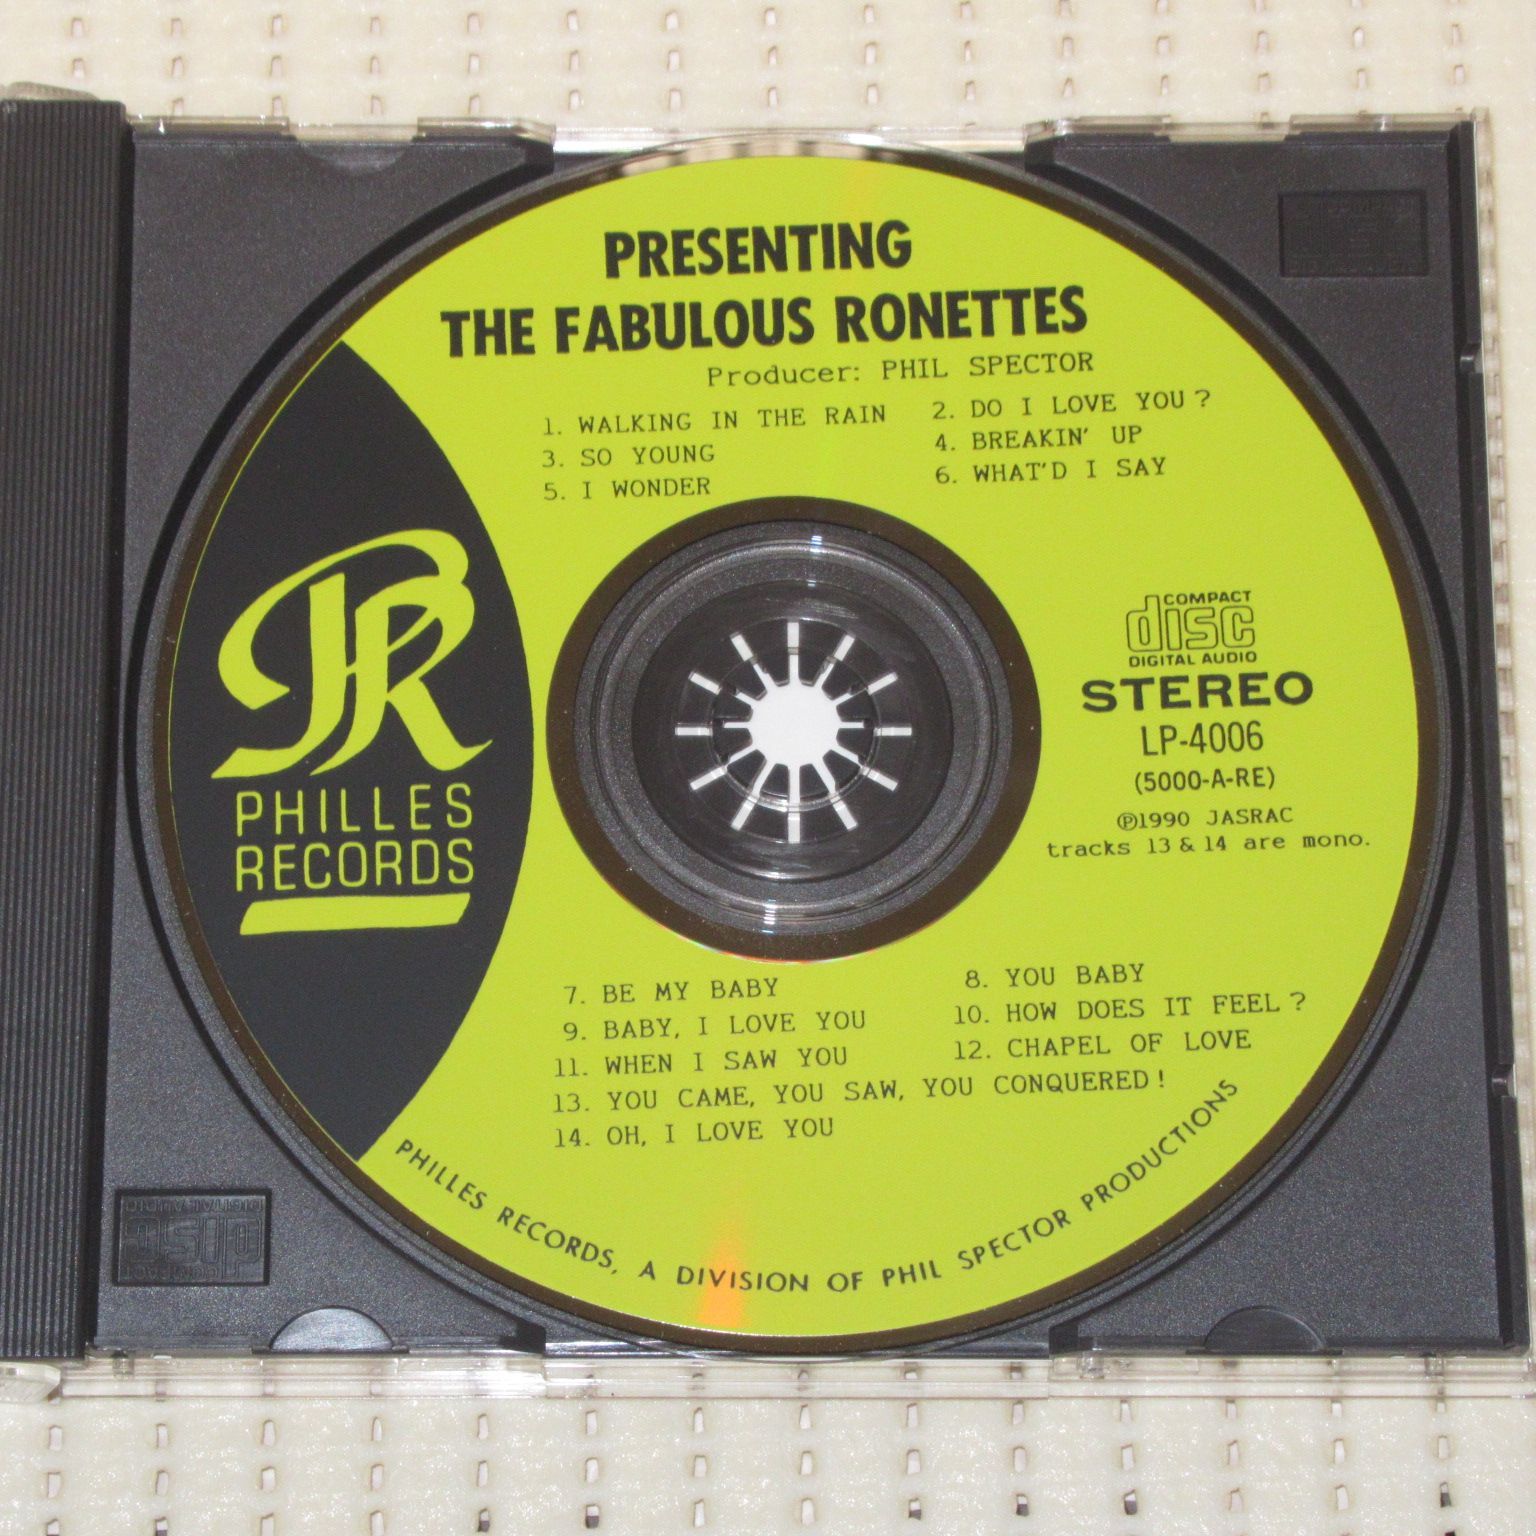 PRESENTING
THE FABULOUS RONETTES
Producer: PHIL SPECTOR
1. WALKING IN THE RAIN 2. DO I LOVE YOU?
3. SO YOUNG 4. BREAKIN' UP
5. I WONDER 6. WHAT'D I SAY
PR
PHILLES
RECORDS
COMPACT
disc
DIGITAL AUDIO
STEREO
LP-4006
(5000-A-RE)
℗1990 JASRAC
tracks 13 & 14 are mono.
7. BE MY BABY 8. YOU BABY
9. BABY, I LOVE YOU 10. HOW DOES IT FEEL?
11. WHEN I SAW YOU 12. CHAPEL OF LOVE
13. YOU CAME, YOU SAW, YOU CONQUERED!
14. OH, I LOVE YOU
PHILLES RECORDS, A DIVISION OF PHIL SPECTOR PRODUCTIONS
disc
DIGITAL AUDIO